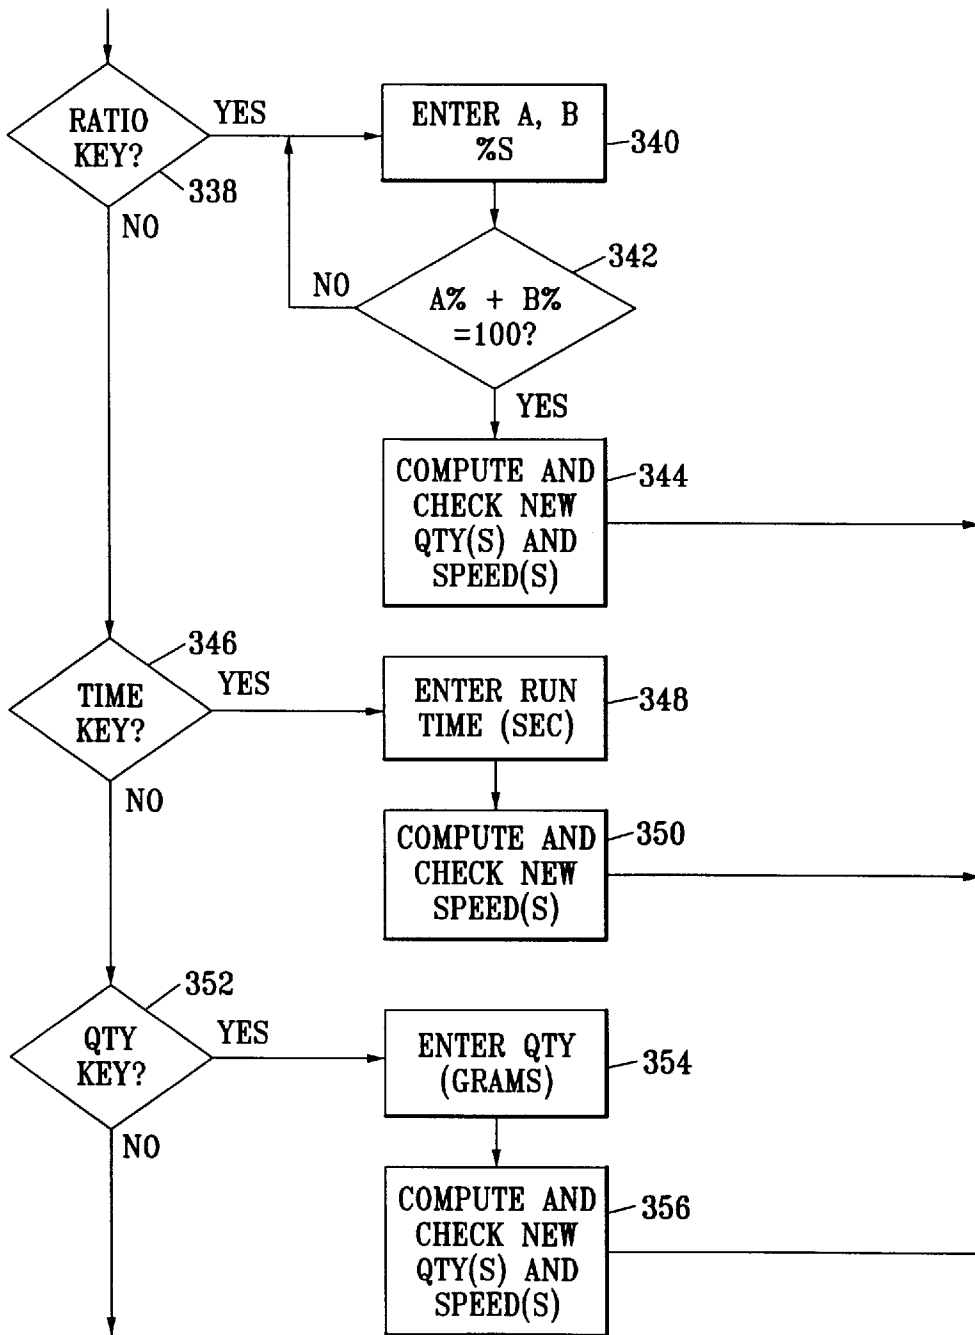 RATIO
KEY?
YES
338
NO
ENTER A, B
%S
340
342
NO
A% + B%
=100?
YES
COMPUTE AND
CHECK NEW
QTY(S) AND
SPEED(S)
344
346
TIME
KEY?
YES
NO
ENTER RUN
TIME (SEC)
348
COMPUTE AND
CHECK NEW
SPEED(S)
350
352
QTY
KEY?
YES
NO
ENTER QTY
(GRAMS)
354
COMPUTE AND
CHECK NEW
QTY(S) AND
SPEED(S)
356